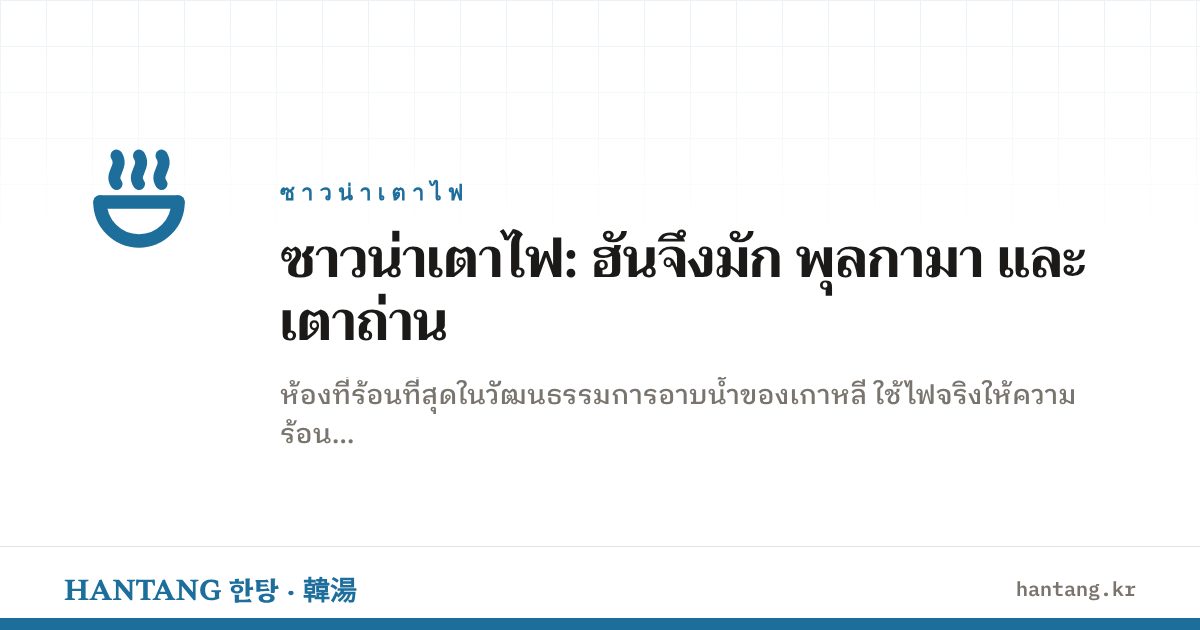 ซาวน่าเตาไฟ
ซาวน่าเตาไฟ: ฮันจึงมัก พุลกามา และ
เตาถ่าน
ห้องที่ร้อนที่สุดในวัฒนธรรมการอาบน้ำของเกาหลี ใช้ไฟจริงให้ความ
ร้อน...
HANTANG 한탕 · 韓湯
hantang.kr